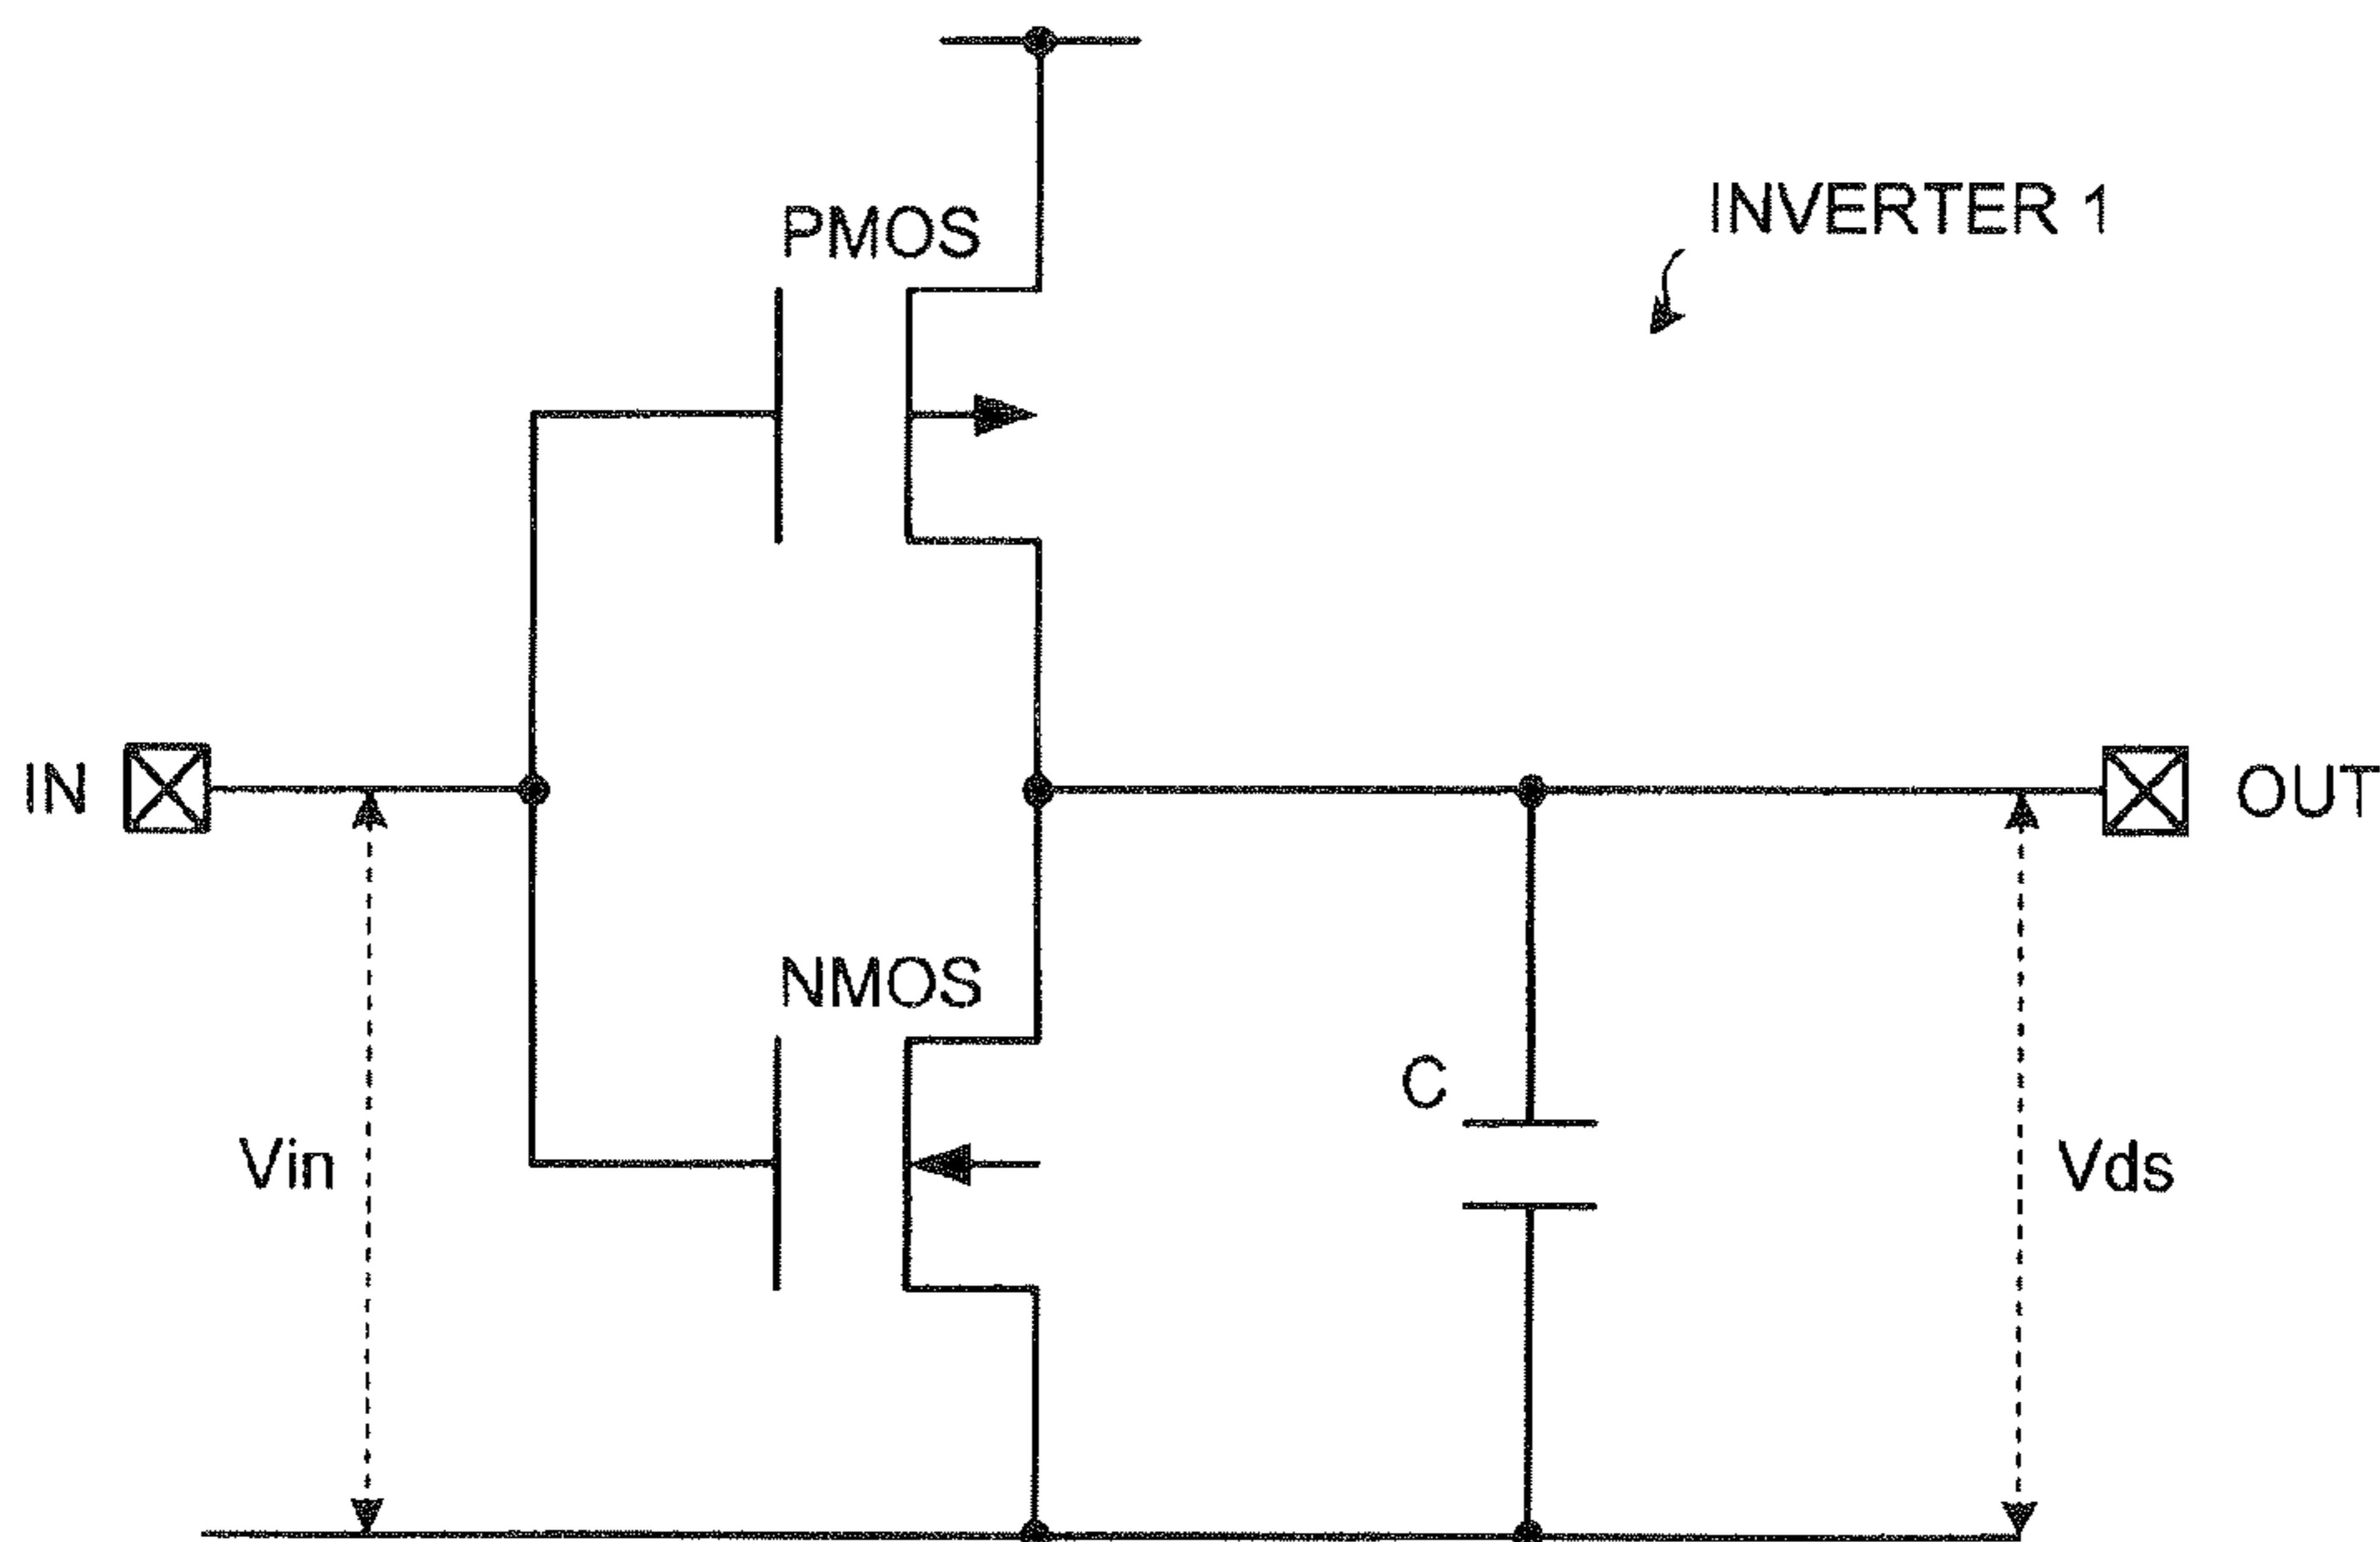 INVERTER 1
PMOS
IN
OUT
NMOS
C
Vin
Vds